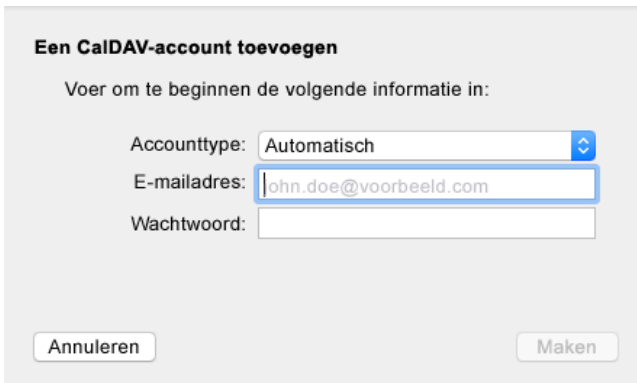 Een CalDAV-account toevoegen
Voer om te beginnen de volgende informatie in:
Accounttype: Automatisch
E-mailadres: john.doe@voorbeeld.com
Wachtwoord:
Annuleren Maken